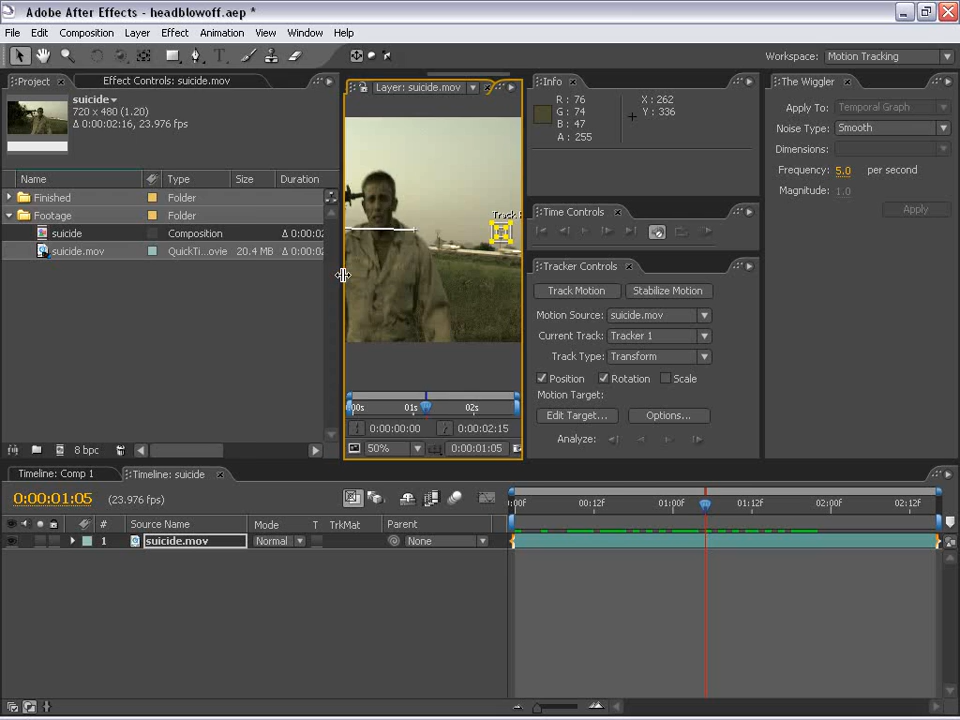 Adobe After Effects - headblowoff.aep *
File Edit Composition Layer Effect Animation View Window Help
Workspace: Motion Tracking
Project Effect Controls: suicide.mov
suicide
720 x 480 (1.20)
Δ 0:00:02:16, 23.976 fps
Name Type Size Duration
Finished Folder
Footage Folder
suicide Composition Δ 0:00:02
suicide.mov QuickTi...ovie 20.4 MB Δ 0:00:02
8 bpc
Layer: suicide.mov
Track
:00s 01s 02s
0:00:00:00 0:00:02:15
50% 0:00:01:05
Info
R : 76
G : 74
B : 47
A : 255
X : 262
Y : 336
Time Controls
Tracker Controls
Track Motion Stabilize Motion
Motion Source: suicide.mov
Current Track: Tracker 1
Track Type: Transform
Position Rotation Scale
Motion Target:
Edit Target... Options...
Analyze:
The Wiggler
Apply To: Temporal Graph
Noise Type: Smooth
Dimensions:
Frequency: 5.0 per second
Magnitude: 1.0
Apply
Timeline: Comp 1 Timeline: suicide
0:00:01:05 (23.976 fps)
:00F 00:12F 01:00F 01:12F 02:00F 02:12F
# Source Name Mode T TrkMat Parent
1 suicide.mov Normal None